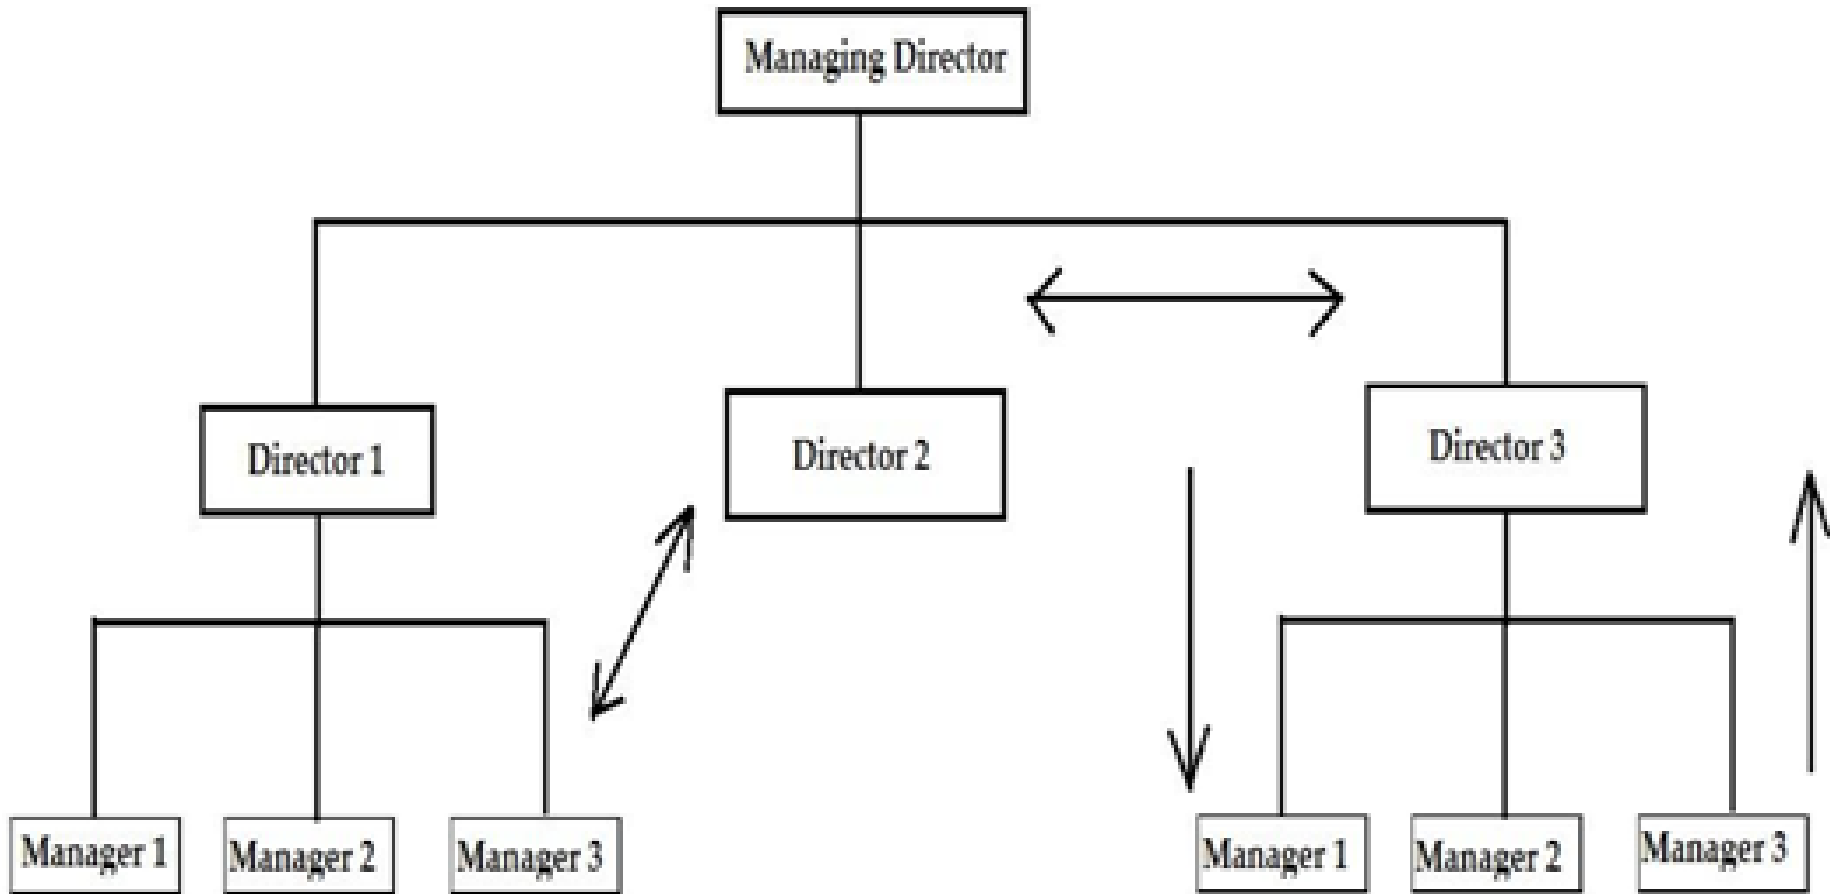 Managing Director
Director 1
Director 2
Director 3
Manager 1
Manager 2
Manager 3
Manager 1
Manager 2
Manager 3